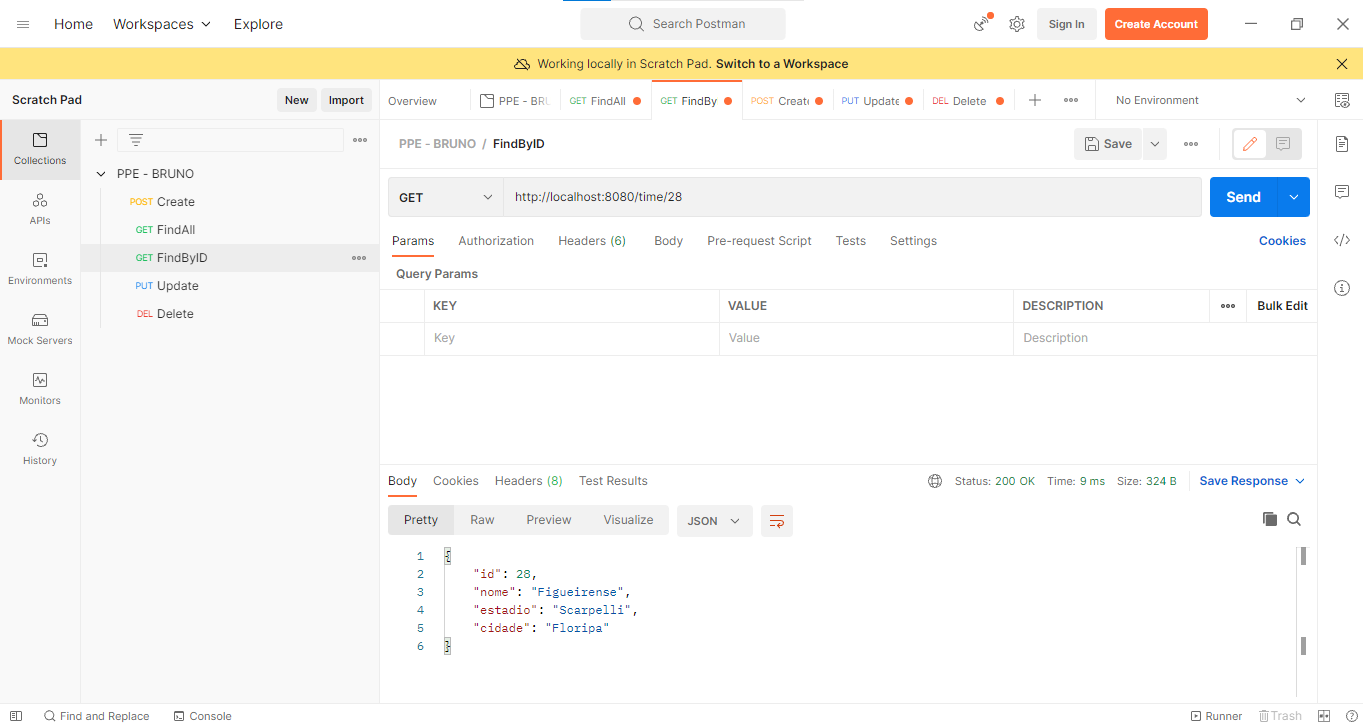 Home Workspaces Explore Search Postman Sign In Create Account
Working locally in Scratch Pad. Switch to a Workspace
Scratch Pad New Import Overview PPE - BRU GET FindAll GET FindBy POST Create PUT Update DEL Delete No Environment
Collections
APIs
Environments
Mock Servers
Monitors
History
PPE - BRUNO
POST Create
GET FindAll
GET FindByID
PUT Update
DEL Delete
PPE - BRUNO / FindByID Save
GET http://localhost:8080/time/28 Send
Params Authorization Headers (6) Body Pre-request Script Tests Settings Cookies
Query Params
KEY VALUE DESCRIPTION Bulk Edit
Key Value Description
Body Cookies Headers (8) Test Results Status: 200 OK Time: 9 ms Size: 324 B Save Response
Pretty Raw Preview Visualize JSON
1 {
2 "id": 28,
3 "nome": "Figueirense",
4 "estadio": "Scarpelli",
5 "cidade": "Floripa"
6 }
Find and Replace Console Runner Trash